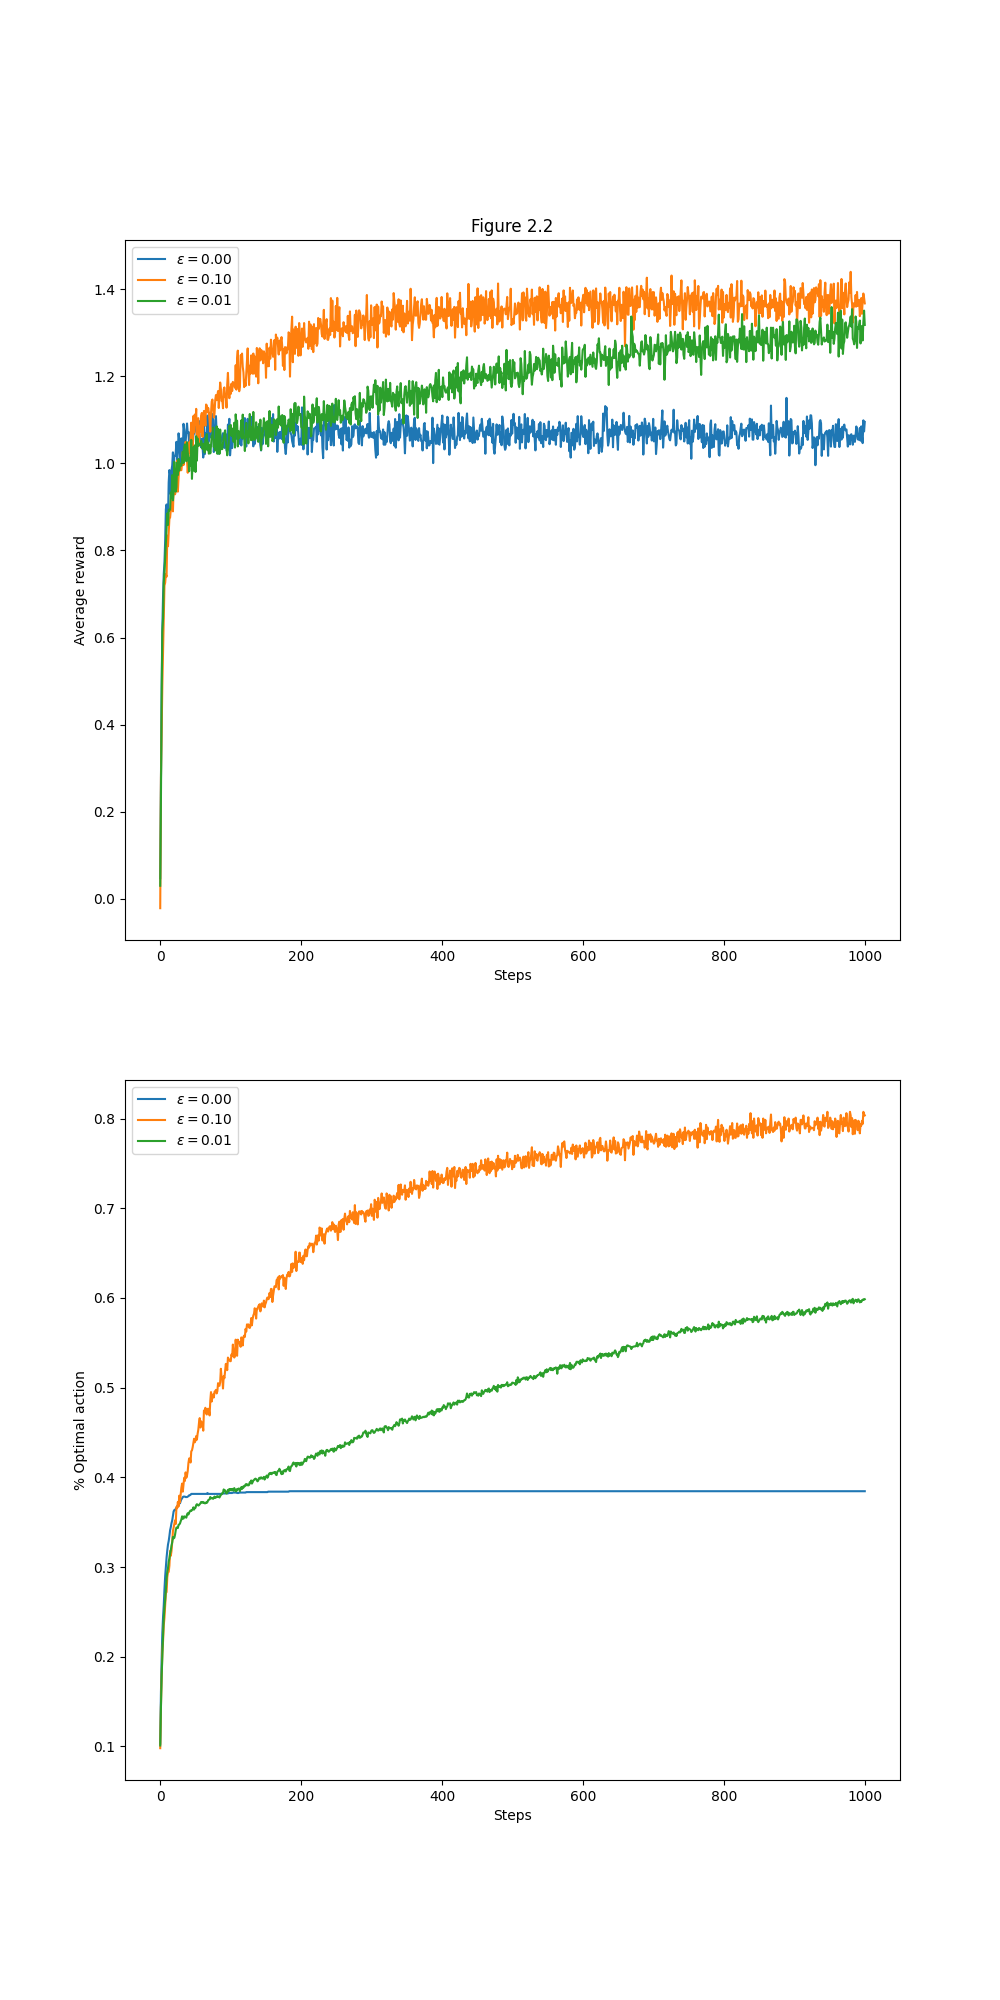 Figure 2.2
ε = 0.00
ε = 0.10
ε = 0.01
Average reward
1.4
1.2
1.0
0.8
0.6
0.4
0.2
0.0
0 200 400 600 800 1000
Steps
ε = 0.00
ε = 0.10
ε = 0.01
% Optimal action
0.8
0.7
0.6
0.5
0.4
0.3
0.2
0.1
0 200 400 600 800 1000
Steps